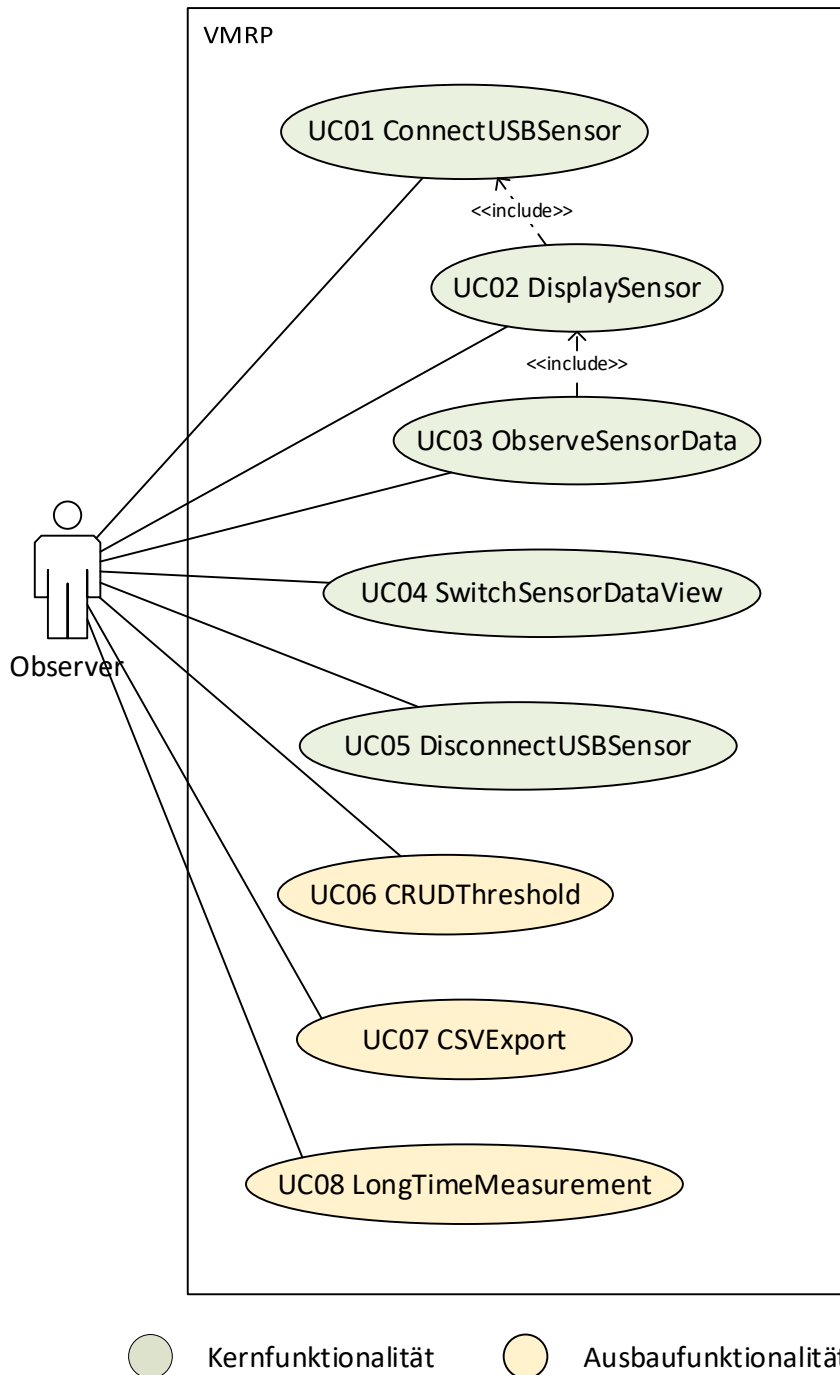 VMRP
UC01 ConnectUSBSensor
<<include>>
UC02 DisplaySensor
<<include>>
UC03 ObserveSensorData
UC04 SwitchSensorDataView
Observer
UC05 DisconnectUSBSensor
UC06 CRUDThreshold
UC07 CSVExport
UC08 LongTimeMeasurement
Kernfunktionalität
Ausbaufunktionalität